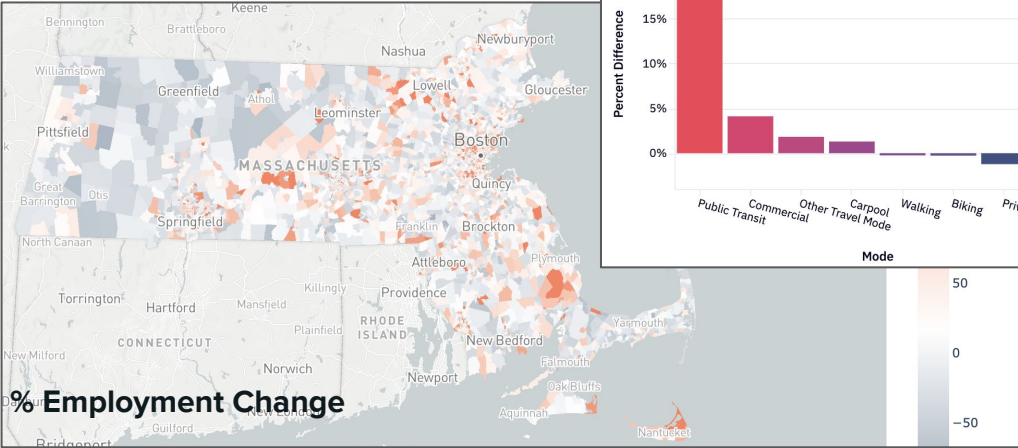 Keene
Bennington
Brattleboro
Newburyport
Nashua
Williamstown
Lowell
Greenfield
Athol
Gloucester
Leominster
Pittsfield
Boston
MASSACHUSETTS
Quincy
Great
Barrington
Otis
Springfield
Franklin
Brockton
North Canaan
Attleboro
Plymouth
Killingly
Providence
Torrington
Hartford
Mansfield
RHODE
ISLAND
Plainfield
Yarmouth
CONNECTICUT
New Bedford
New Milford
Falmouth
Norwich
Newport
Oak Bluffs
% Employment Change
New London
Aquinnah
Guilford
Nantucket
Bridgeport
Percent Difference
15%
10%
5%
0%
Public Transit
Commercial
Other Travel Mode
Carpool
Walking
Biking
Mode
50
0
−50